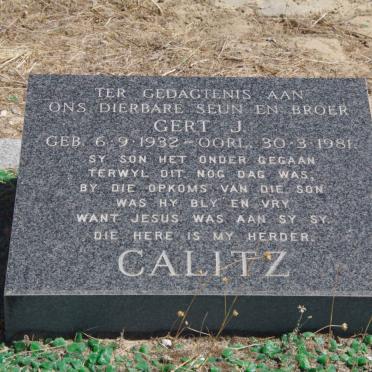 TER GEDAGTENIS AAN
ONS DIERBARE SEUN EN BROER
GERT J.
GEB. 6-9-1932 - OORL. 30-3-1981.
SY SON HET ONDER GEGAAN
TERWYL DIT NOG DAG WAS;
BY DIE OPKOMS VAN DIE SON
WAS HY BLY EN VRY
WANT JESUS WAS AAN SY SY.
DIE HERE IS MY HERDER.
CALITZ